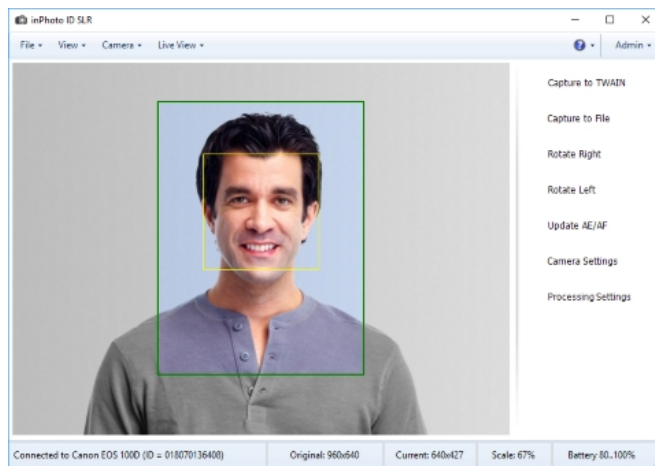 inPhoto ID SLR
File View Camera Live View Admin
Capture to TWAIN
Capture to File
Rotate Right
Rotate Left
Update AE/AF
Camera Settings
Processing Settings
Connected to Canon EOS 100D (ID = 018070136408) Original: 960x640 Current: 640x427 Scale: 67% Battery 80..100%